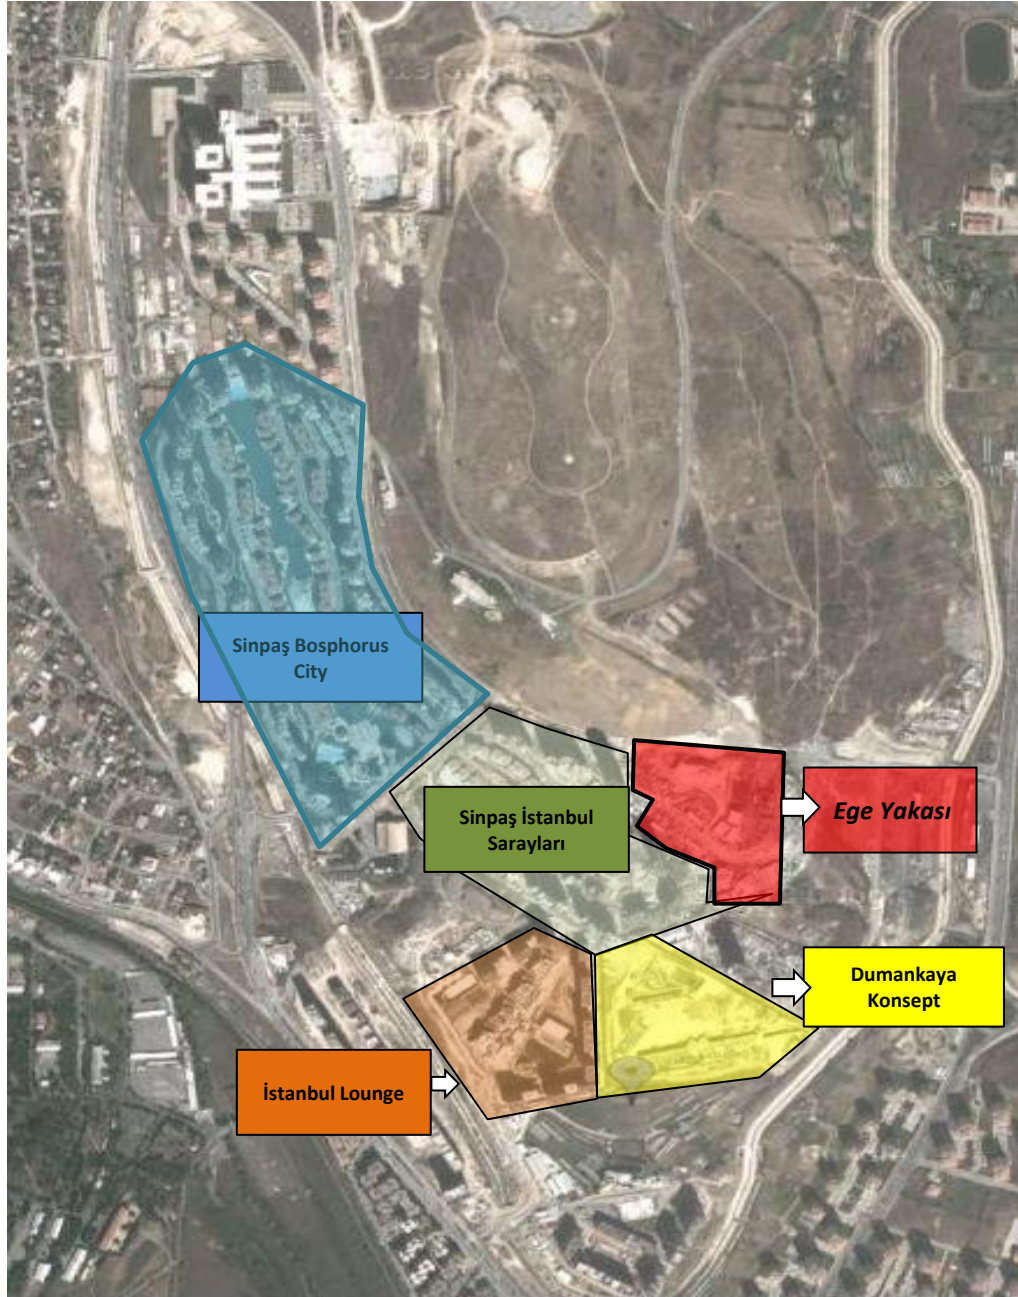 Sinpaş Bosphorus
City
Sinpaş İstanbul
Sarayları
Ege Yakası
Dumankaya
Konsept
İstanbul Lounge